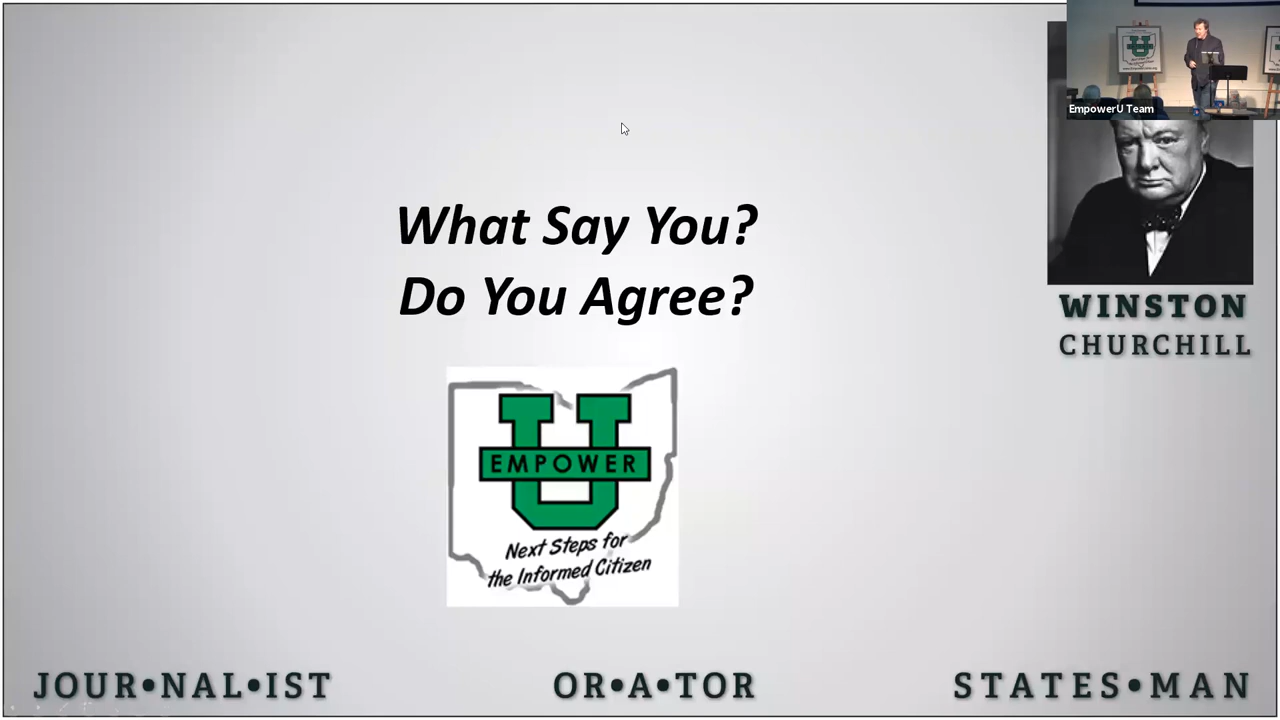 What Say You?
Do You Agree?
EmpowerU Team
WINSTON
CHURCHILL
U
EMPOWER
Next Steps for
the Informed Citizen
JOUR•NAL•IST
OR•A•TOR
STATES•MAN